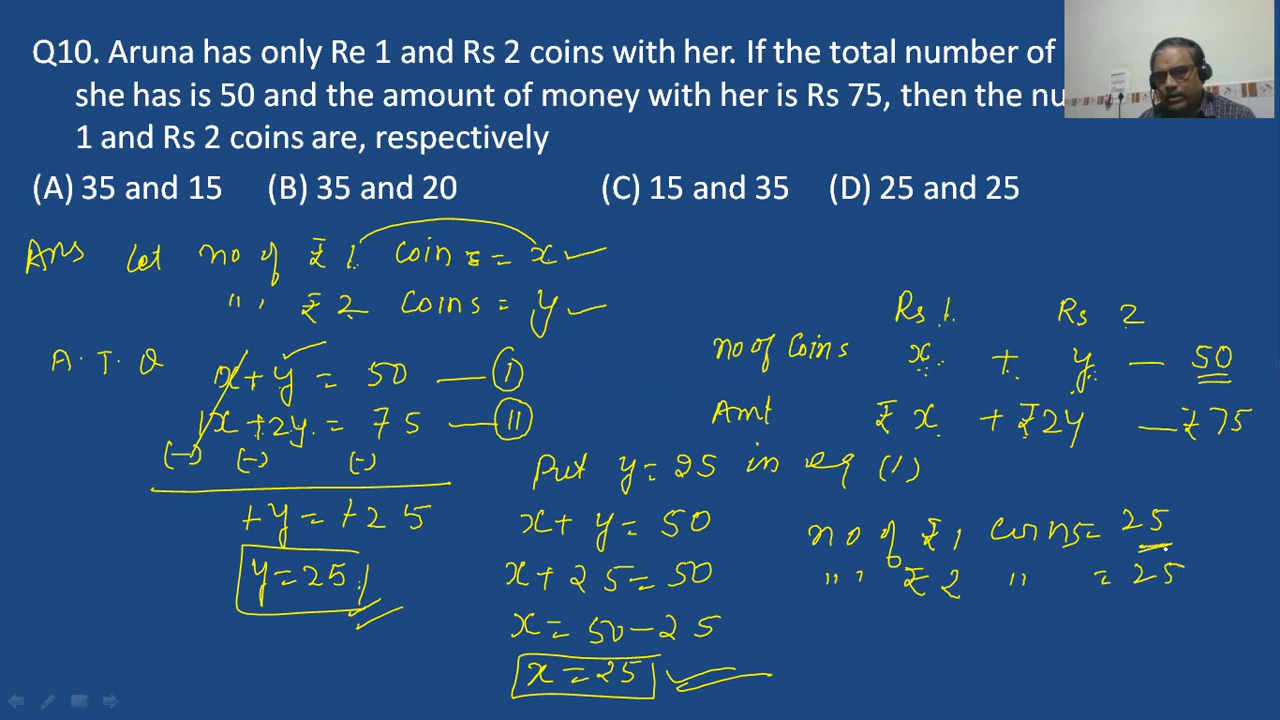 Q10. Aruna has only Re 1 and Rs 2 coins with her. If the total number of
she has is 50 and the amount of money with her is Rs 75, then the nu
1 and Rs 2 coins are, respectively
(A) 35 and 15 (B) 35 and 20 (C) 15 and 35 (D) 25 and 25
Ans Let no of ₹ 1 coins = x
" " ₹ 2 coins = y
A.T.Q x + y = 50 — (I)
x + 2y = 75 — (II)
(−) (−) (−)
+y = +25
y = 25
Rs 1 Rs 2
no of coins x + y — 50
Amt ₹ x + ₹ 2y — ₹ 75
Put y = 25 in eq (1)
x + y = 50
x + 25 = 50
x = 50 − 25
x = 25
no of ₹ 1 coins = 25
" " ₹ 2 " = 25